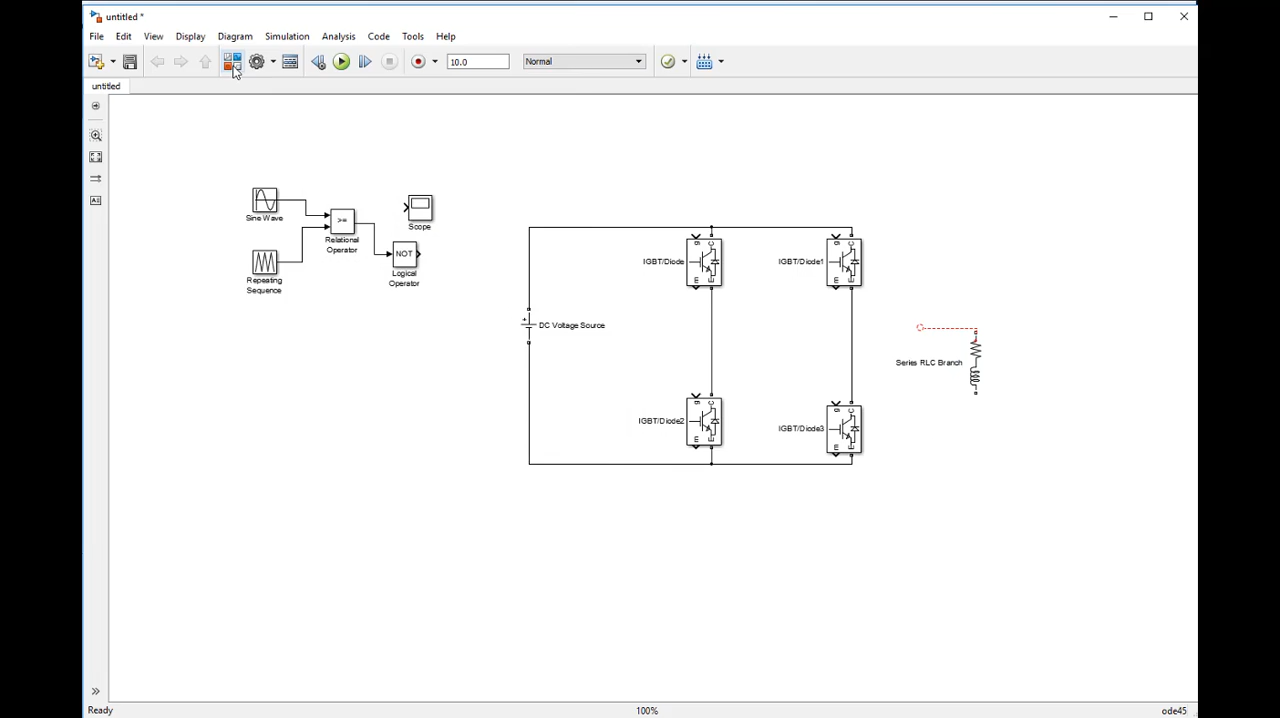 untitled *
File Edit View Display Diagram Simulation Analysis Code Tools Help
10.0 Normal
untitled
Sine Wave
>=
Relational
Operator
Scope
NOT
Logical
Operator
Repeating
Sequence
g C
IGBT/Diode
m E
g C
IGBT/Diode1
m E
+
DC Voltage Source
Series RLC Branch
g C
IGBT/Diode2
m E
g C
IGBT/Diode3
m E
Ready 100% ode45